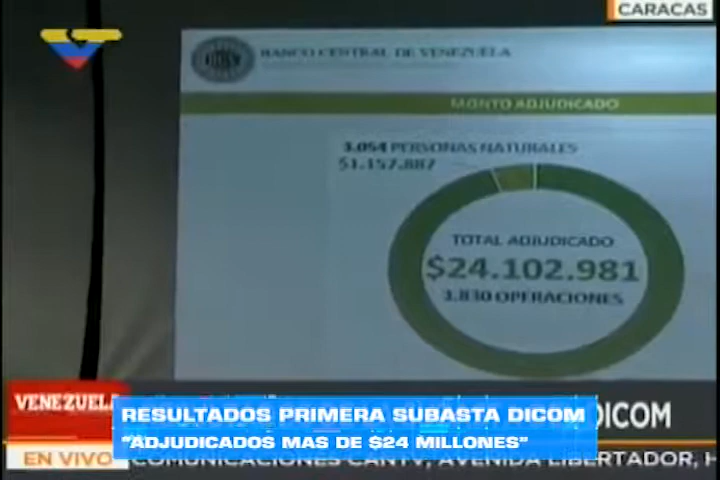 CARACAS
BANCO CENTRAL DE VENEZUELA
MONTO ADJUDICADO
3.054 PERSONAS NATURALES
$1.157.887
TOTAL ADJUDICADO
$24.102.981
3.830 OPERACIONES
VENEZUELA
DICOM
RESULTADOS PRIMERA SUBASTA DICOM
"ADJUDICADOS MAS DE $24 MILLONES"
EN VIVO
COMUNICACIONES CANTV, AVENIDA LIBERTADOR, H